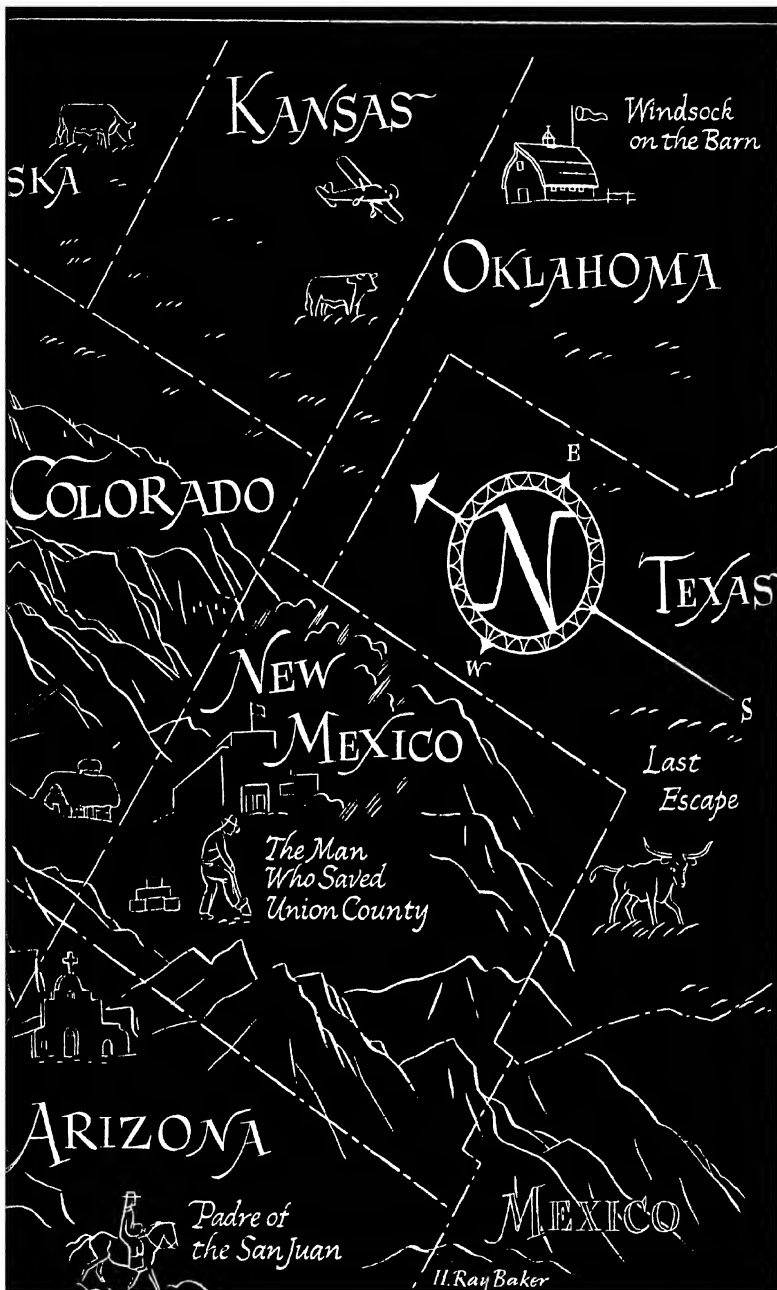 KANSAS
Windsock
on the Barn
SKA
OKLAHOMA
E
COLORADO
N
TEXAS
NEW
W
S
MEXICO
Last
Escape
The Man
Who Saved
Union County
ARIZONA
Padre of
the San Juan
MEXICO
H. Ray Baker